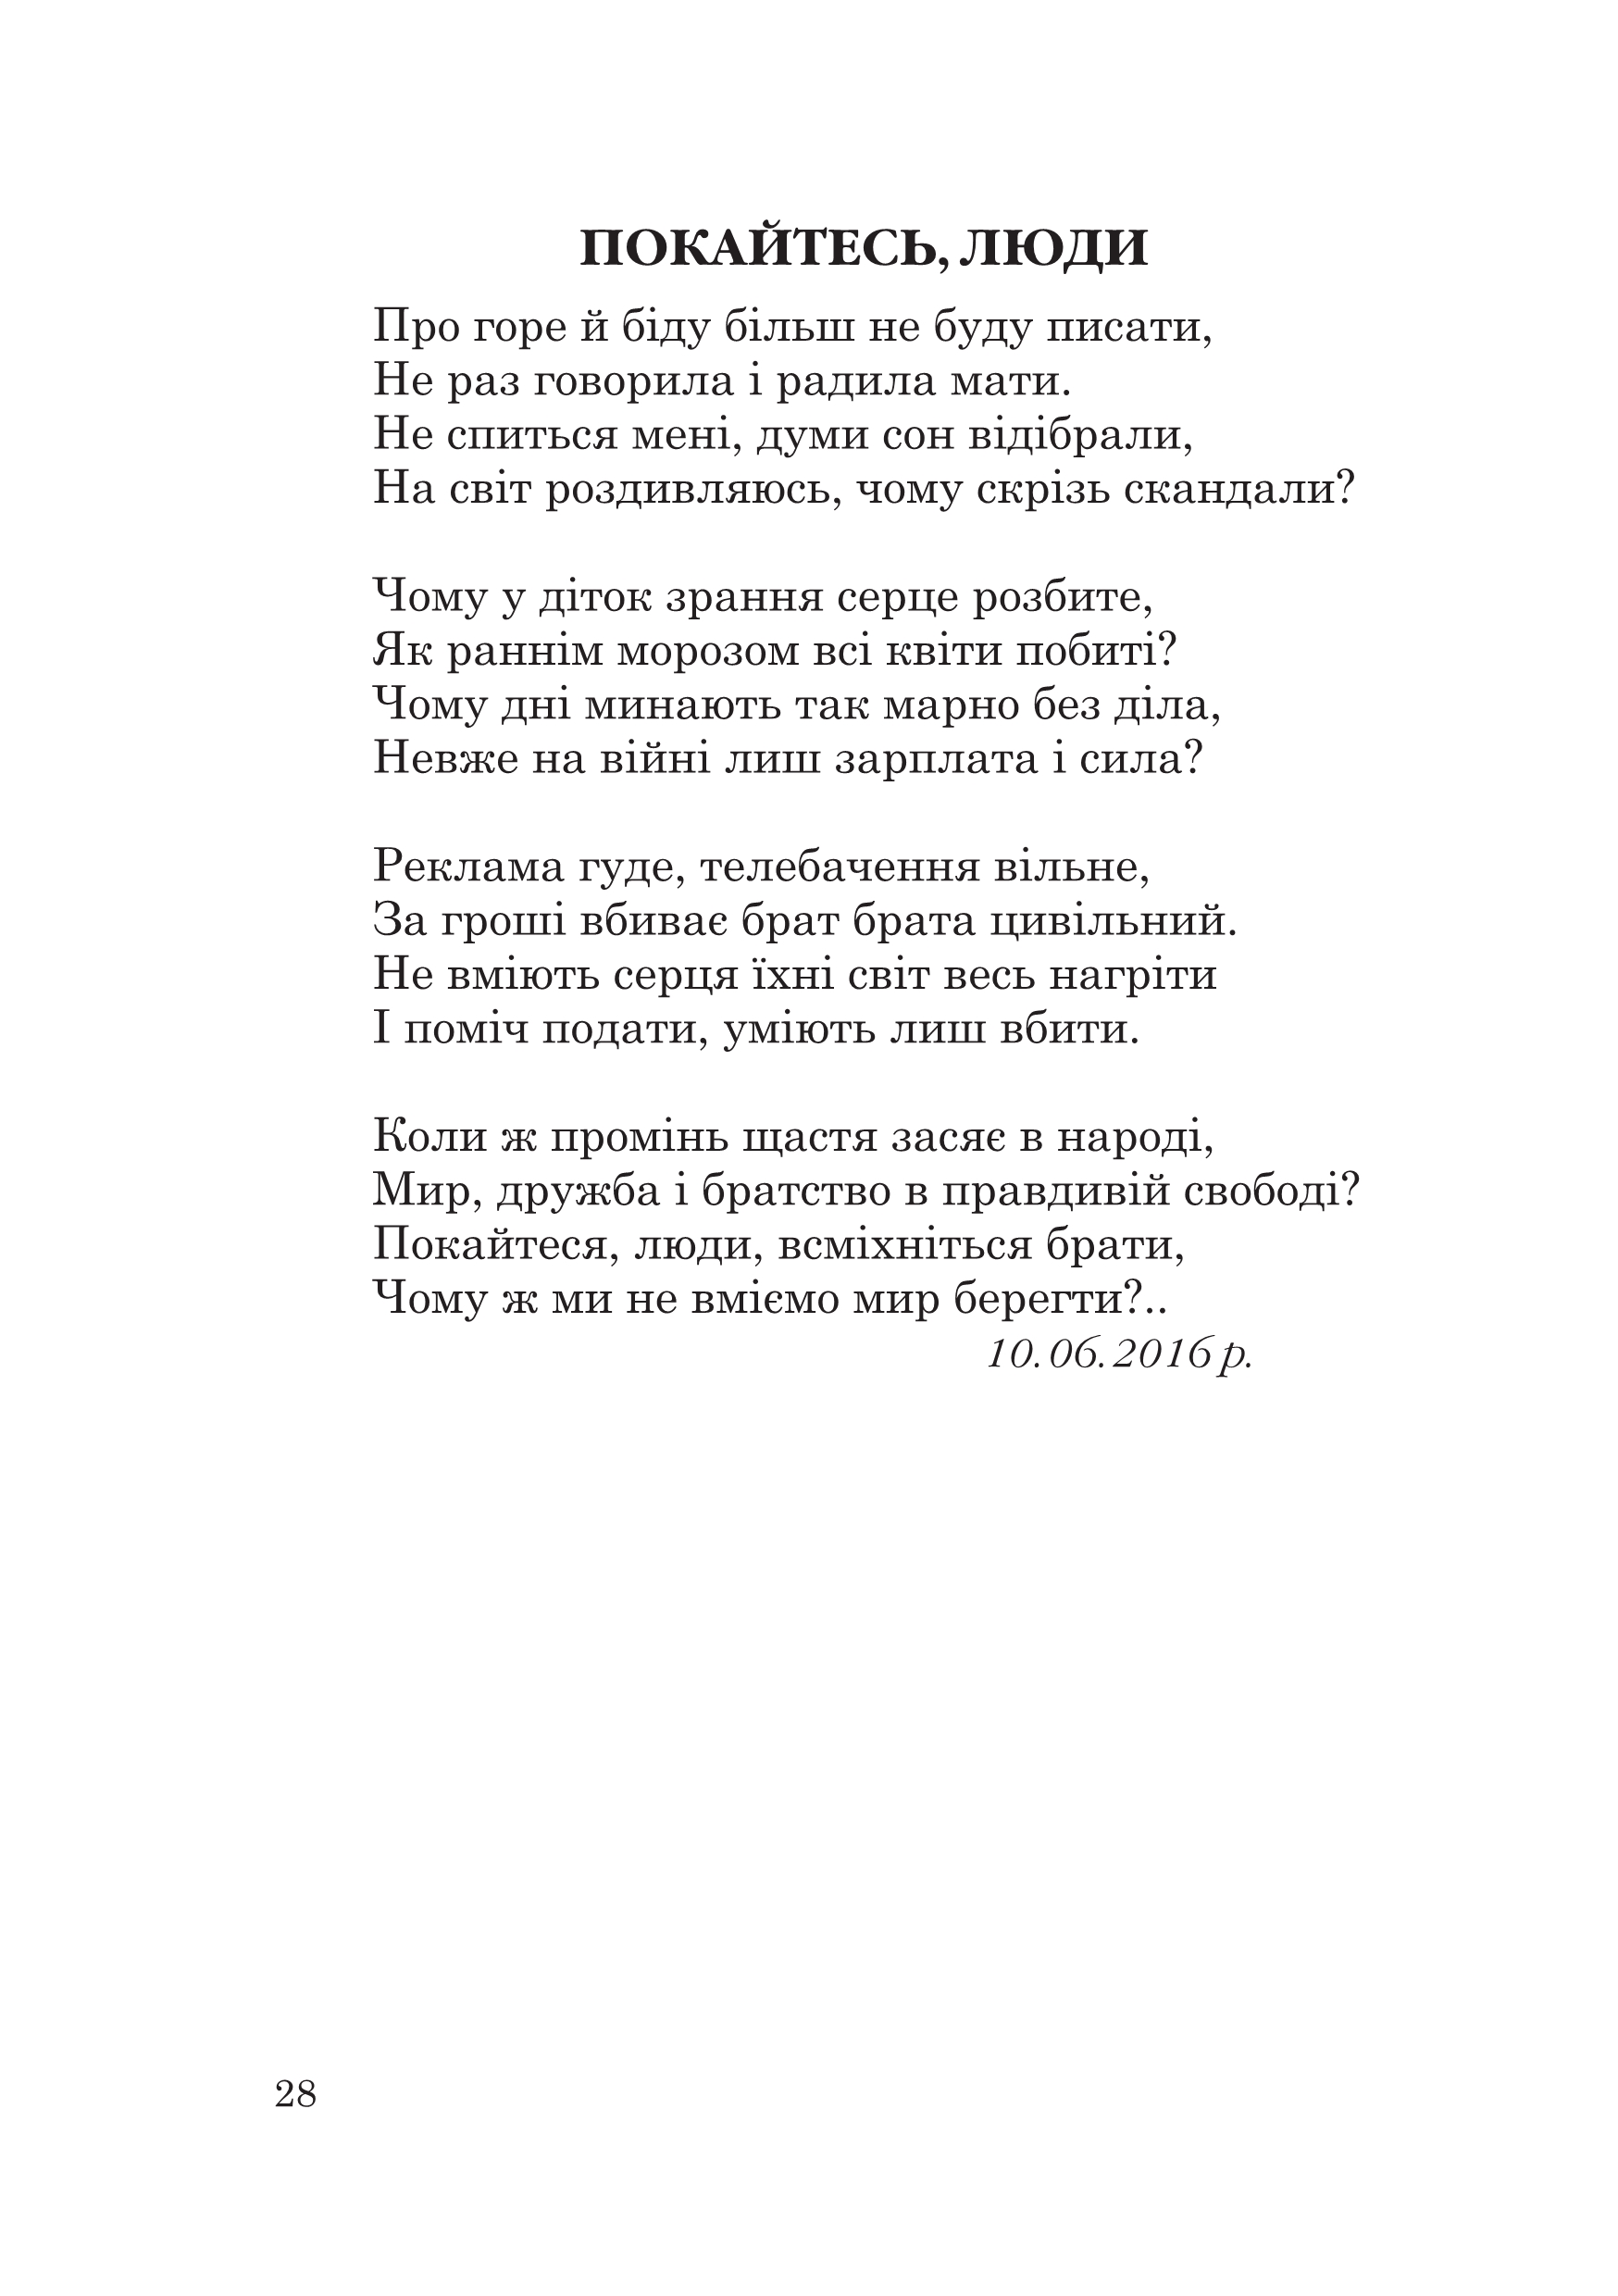 ПОКАЙТЕСЬ, ЛЮДИ
Про горе й біду більш не буду писати,
Не раз говорила і радила мати.
Не спиться мені, думи сон відібрали,
На світ роздивляюсь, чому скрізь скандали?
Чому у діток зрання серце розбите,
Як раннім морозом всі квіти побиті?
Чому дні минають так марно без діла,
Невже на війні лиш зарплата і сила?
Реклама гуде, телебачення вільне,
За гроші вбиває брат брата цивільний.
Не вміють серця їхні світ весь нагріти
І поміч подати, уміють лиш вбити.
Коли ж промінь щастя засяє в народі,
Мир, дружба і братство в правдивій свободі?
Покайтеся, люди, всміхніться брати,
Чому ж ми не вміємо мир берегти?..
10.06.2016 р.
28